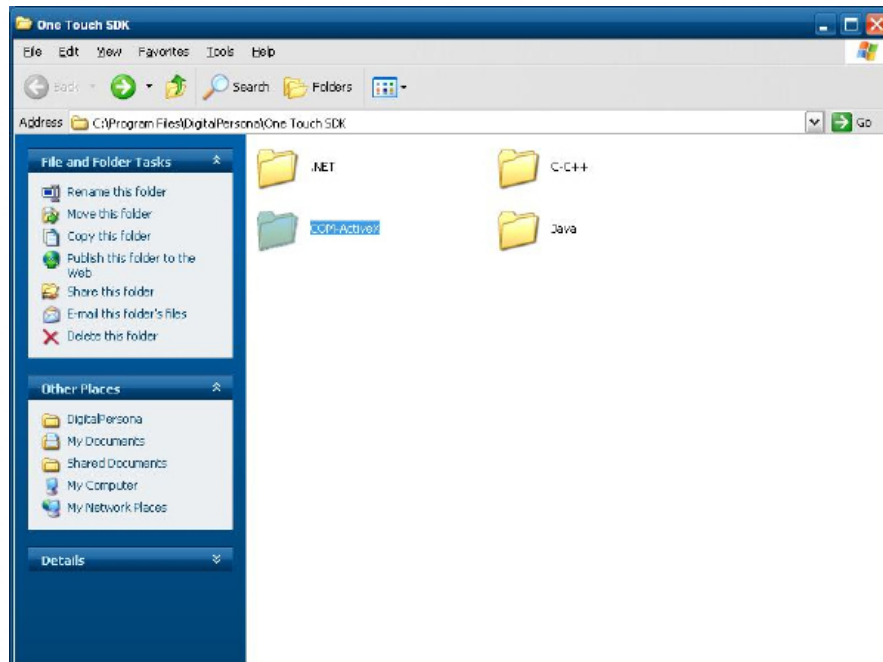 One Touch SDK
File Edit View Favorites Tools Help
Back Search Folders
Address C:\Program Files\DigitalPersona\One Touch SDK Go
File and Folder Tasks
Rename this folder
Move this folder
Copy this folder
Publish this folder to the
Web
Share this folder
E-mail this folder's files
Delete this folder
Other Places
DigitalPersona
My Documents
Shared Documents
My Computer
My Network Places
Details
.NET
C-C++
COM-ActiveX
Java